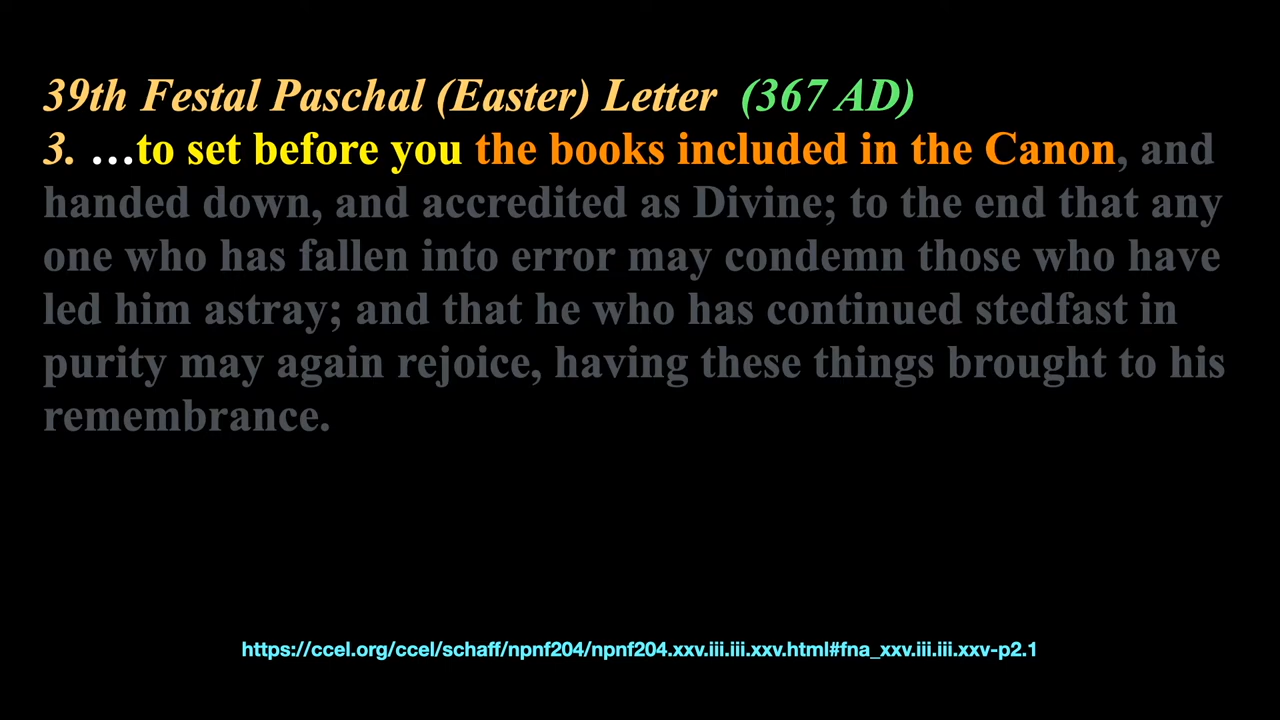 39th Festal Paschal (Easter) Letter (367 AD)
3. …to set before you the books included in the Canon, and
handed down, and accredited as Divine; to the end that any
one who has fallen into error may condemn those who have
led him astray; and that he who has continued stedfast in
purity may again rejoice, having these things brought to his
remembrance.
https://ccel.org/ccel/schaff/npnf204/npnf204.xxv.iii.iii.xxv.html#fna_xxv.iii.iii.xxv-p2.1